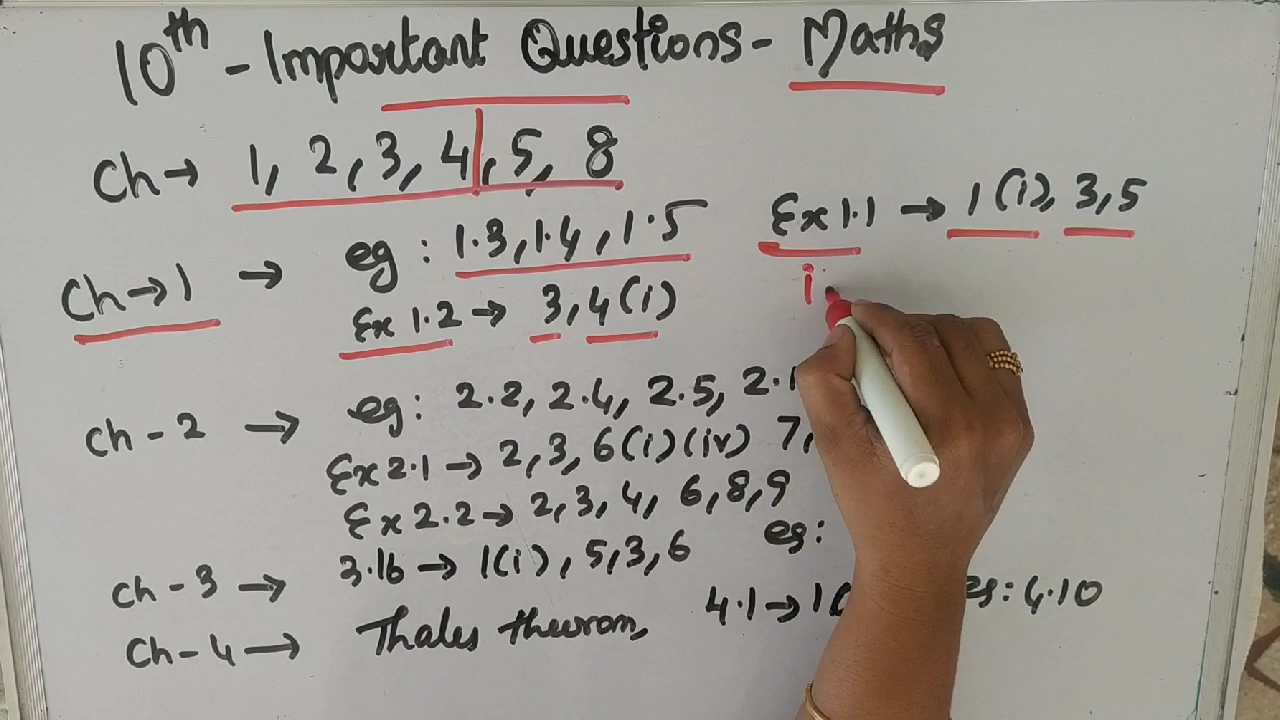 10th - Important Questions - Maths
Ch → 1, 2, 3, 4, 5, 8
Ch → 1 → eg : 1.3, 1.4, 1.5
Ex 1.1 → 1(i), 3, 5
i
Ex 1.2 → 3, 4(i)
ch - 2 → eg: 2.2, 2.4, 2.5, 2.1
Ex 2.1 → 2, 3, 6(i)(iv) 7,
Ex 2.2 → 2, 3, 4, 6, 8, 9
eg:
ch - 3 → 3.16 → 1(i), 5, 3, 6
Ch - 4 → Thales theurom, 4.1 → 1( eg: 4.10